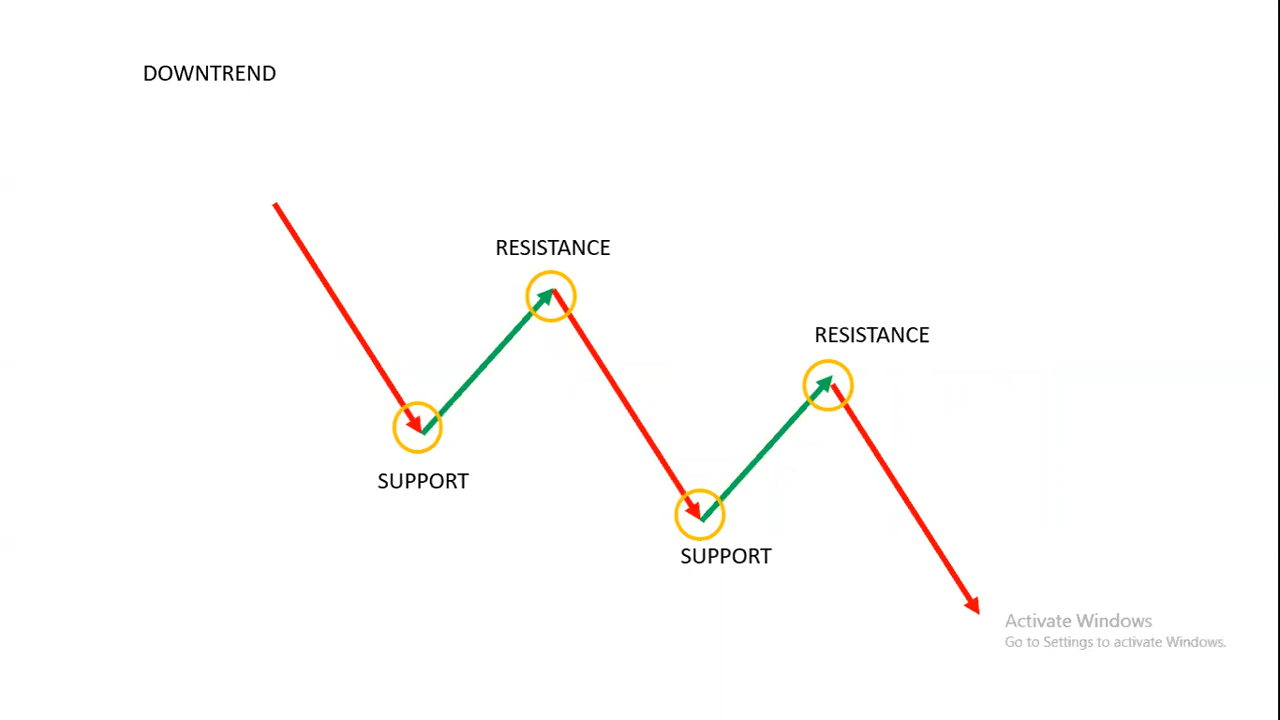 DOWNTREND
RESISTANCE
RESISTANCE
SUPPORT
SUPPORT
Activate Windows
Go to Settings to activate Windows.